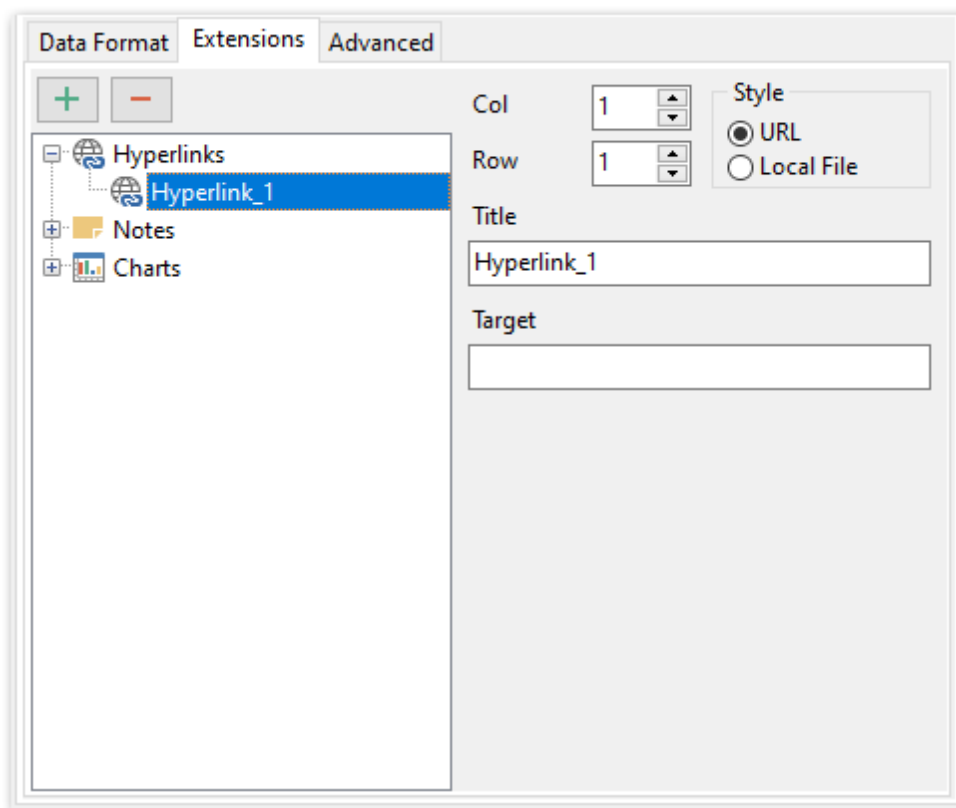 Data Format Extensions Advanced
Hyperlinks
Hyperlink_1
Notes
Charts
Col 1
Row 1
Style
URL
Local File
Title
Hyperlink_1
Target